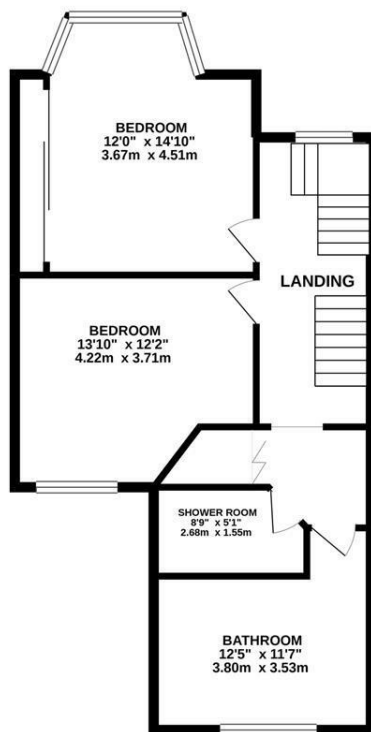 BEDROOM
12'0" x 14'10"
3.67m x 4.51m
LANDING
BEDROOM
13'10" x 12'2"
4.22m x 3.71m
SHOWER ROOM
8'9" x 5'1"
2.68m x 1.55m
BATHROOM
12'5" x 11'7"
3.80m x 3.53m